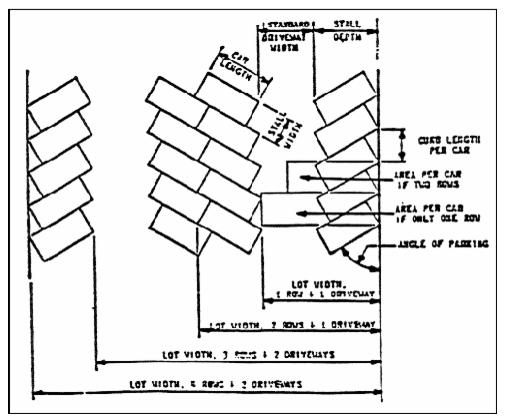 STANDARD
DRIVEWAY
WIDTH
STALL
DEPTH
CAR
LENGTH
STALL
WIDTH
CURB LENGTH
PER CAR
AREA PER CAR
IF TWO ROWS
AREA PER CAR
IF ONLY ONE ROW
ANGLE OF PARKING
LOT WIDTH,
1 ROW & 1 DRIVEWAY
LOT WIDTH, 2 ROWS & 1 DRIVEWAY
LOT WIDTH, 3 ROWS & 2 DRIVEWAYS
LOT WIDTH, 4 ROWS & 2 DRIVEWAYS